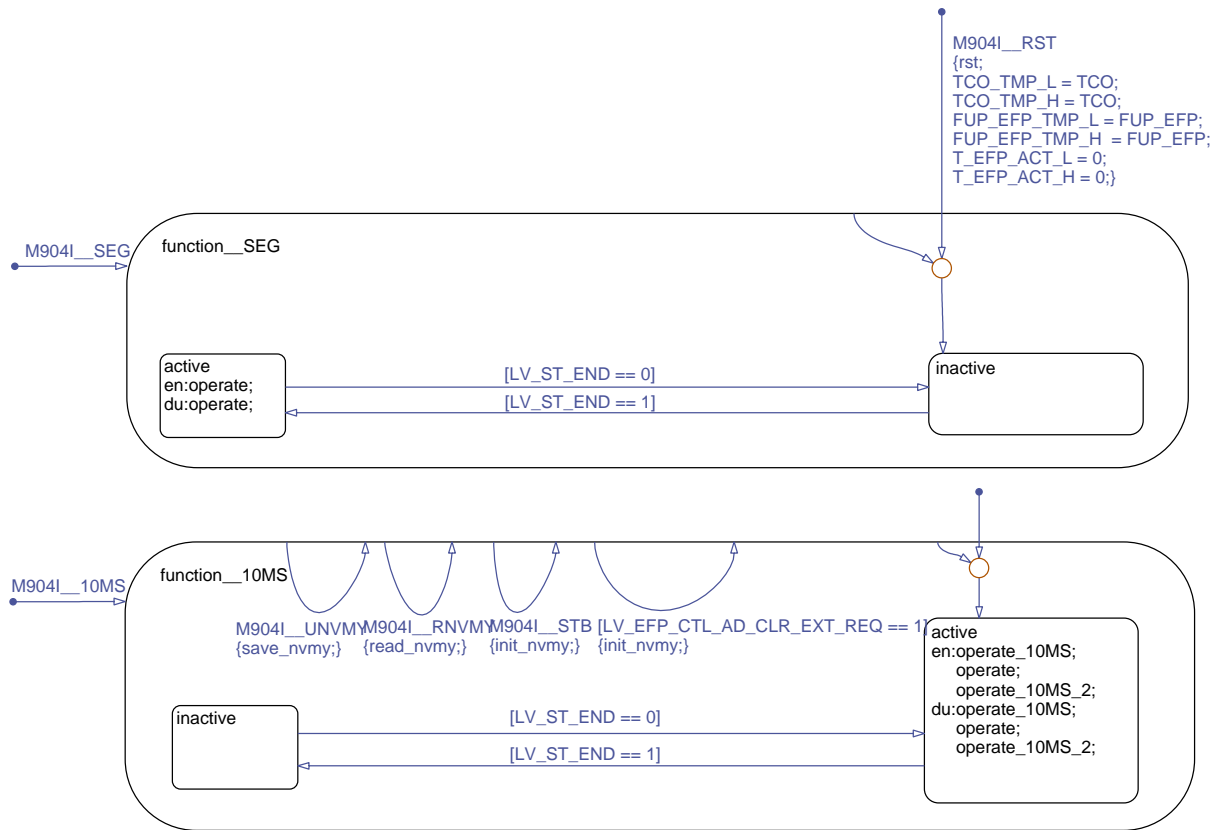 M904I__RST
{rst;
TCO_TMP_L = TCO;
TCO_TMP_H = TCO;
FUP_EFP_TMP_L = FUP_EFP;
FUP_EFP_TMP_H  = FUP_EFP;
T_EFP_ACT_L = 0;
T_EFP_ACT_H = 0;}
M904I__SEG
function__SEG
active
en:operate;
du:operate;
[LV_ST_END == 0]
[LV_ST_END == 1]
inactive
M904I__10MS
function__10MS
M904I__UNVMY
{save_nvmy;}
M904I__RNVMY
{read_nvmy;}
M904I__STB
{init_nvmy;}
[LV_EFP_CTL_AD_CLR_EXT_REQ == 1]
{init_nvmy;}
inactive
[LV_ST_END == 0]
[LV_ST_END == 1]
active
en:operate_10MS;
operate;
operate_10MS_2;
du:operate_10MS;
operate;
operate_10MS_2;